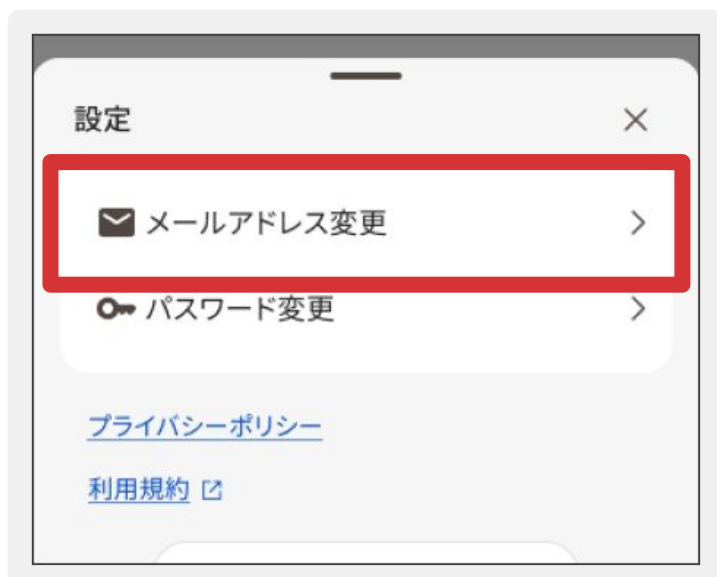 設定
メールアドレス変更
パスワード変更
プライバシーポリシー
利用規約